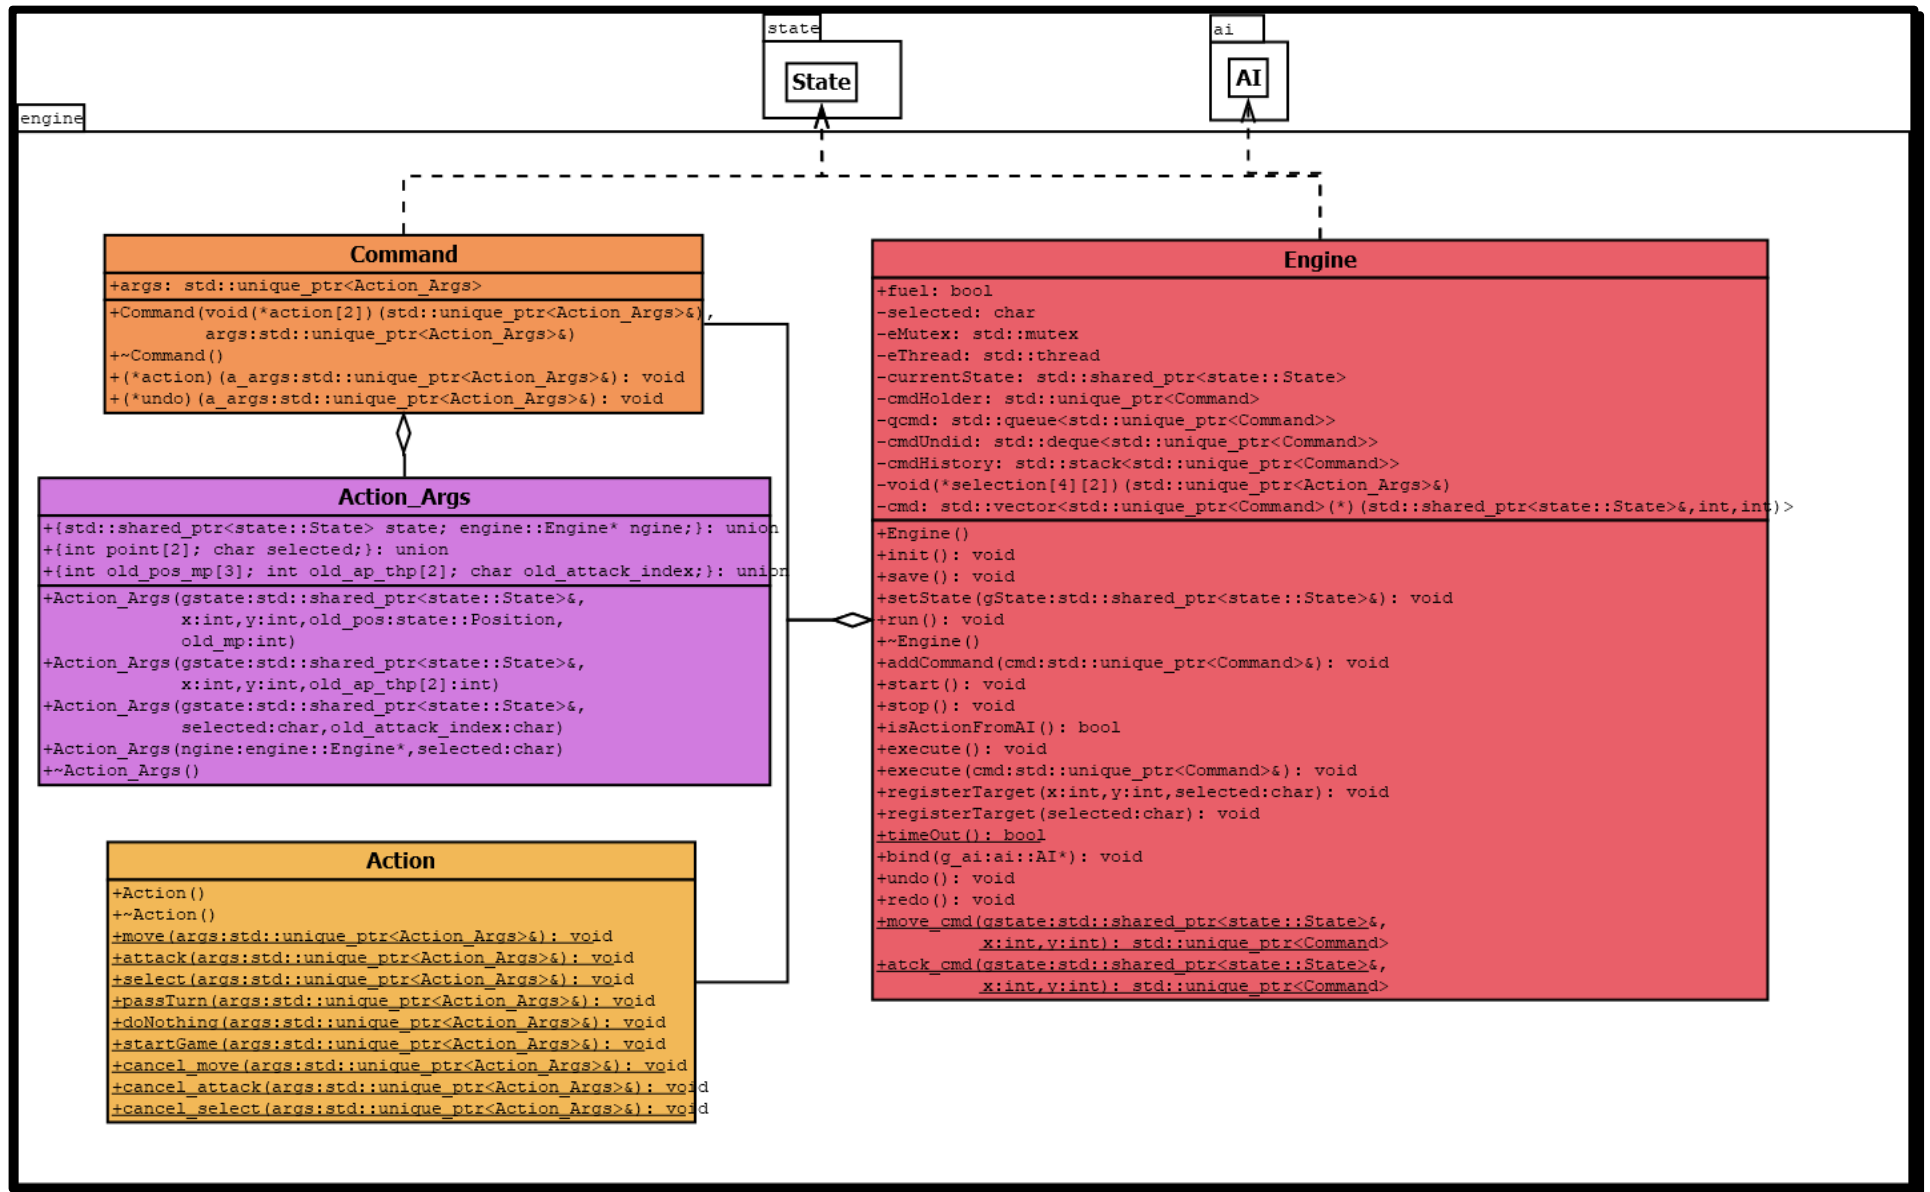 state
State
ai
AI
engine
Command
+args: std::unique_ptr<Action_Args>
+Command(void(*action[2])(std::unique_ptr<Action_Args>&),
args:std::unique_ptr<Action_Args>&)
+~Command()
+(*action)(a_args:std::unique_ptr<Action_Args>&): void
+(*undo)(a_args:std::unique_ptr<Action_Args>&): void
Action_Args
+{std::shared_ptr<state::State> state; engine::Engine* ngine;}: union
+{int point[2]; char selected;}: union
+{int old_pos_mp[3]; int old_ap_thp[2]; char old_attack_index;}: union
+Action_Args(gstate:std::shared_ptr<state::State>&,
x:int,y:int,old_pos:state::Position,
old_mp:int)
+Action_Args(gstate:std::shared_ptr<state::State>&,
x:int,y:int,old_ap_thp[2]:int)
+Action_Args(gstate:std::shared_ptr<state::State>&,
selected:char,old_attack_index:char)
+Action_Args(ngine:engine::Engine*,selected:char)
+~Action_Args()
Action
+Action()
+~Action()
+move(args:std::unique_ptr<Action_Args>&): void
+attack(args:std::unique_ptr<Action_Args>&): void
+select(args:std::unique_ptr<Action_Args>&): void
+passTurn(args:std::unique_ptr<Action_Args>&): void
+doNothing(args:std::unique_ptr<Action_Args>&): void
+startGame(args:std::unique_ptr<Action_Args>&): void
+cancel_move(args:std::unique_ptr<Action_Args>&): void
+cancel_attack(args:std::unique_ptr<Action_Args>&): void
+cancel_select(args:std::unique_ptr<Action_Args>&): void
Engine
+fuel: bool
-selected: char
-eMutex: std::mutex
-eThread: std::thread
-currentState: std::shared_ptr<state::State>
-cmdHolder: std::unique_ptr<Command>
-qcmd: std::queue<std::unique_ptr<Command>>
-cmdUndid: std::deque<std::unique_ptr<Command>>
-cmdHistory: std::stack<std::unique_ptr<Command>>
-void(*selection[4][2])(std::unique_ptr<Action_Args>&)
-cmd: std::vector<std::unique_ptr<Command>(*)(std::shared_ptr<state::State>&,int,int)>
+Engine()
+init(): void
+save(): void
+setState(gState:std::shared_ptr<state::State>&): void
+run(): void
+~Engine()
+addCommand(cmd:std::unique_ptr<Command>&): void
+start(): void
+stop(): void
+isActionFromAI(): bool
+execute(): void
+execute(cmd:std::unique_ptr<Command>&): void
+registerTarget(x:int,y:int,selected:char): void
+registerTarget(selected:char): void
+timeOut(): bool
+bind(g_ai:ai::AI*): void
+undo(): void
+redo(): void
+move_cmd(gstate:std::shared_ptr<state::State>&,
x:int,y:int): std::unique_ptr<Command>
+atck_cmd(gstate:std::shared_ptr<state::State>&,
x:int,y:int): std::unique_ptr<Command>